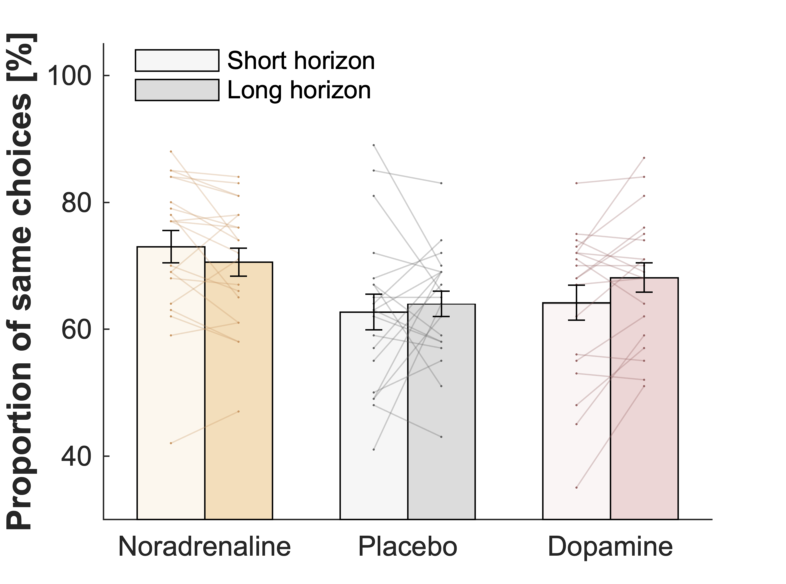 Proportion of same choices [%]
100
80
60
40
Short horizon
Long horizon
Noradrenaline Placebo Dopamine